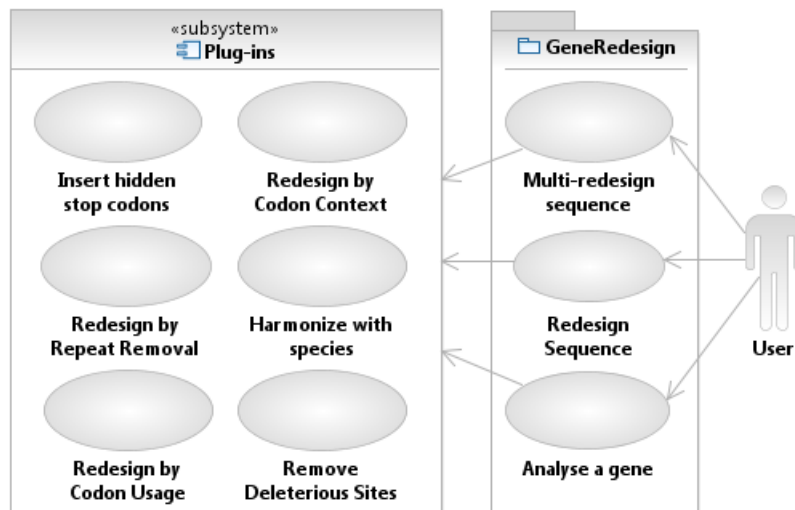 «subsystem»
Plug-ins
Insert hidden
stop codons
Redesign by
Codon Context
Redesign by
Repeat Removal
Harmonize with
species
Redesign by
Codon Usage
Remove
Deleterious Sites
GeneRedesign
Multi-redesign
sequence
Redesign
Sequence
Analyse a gene
User